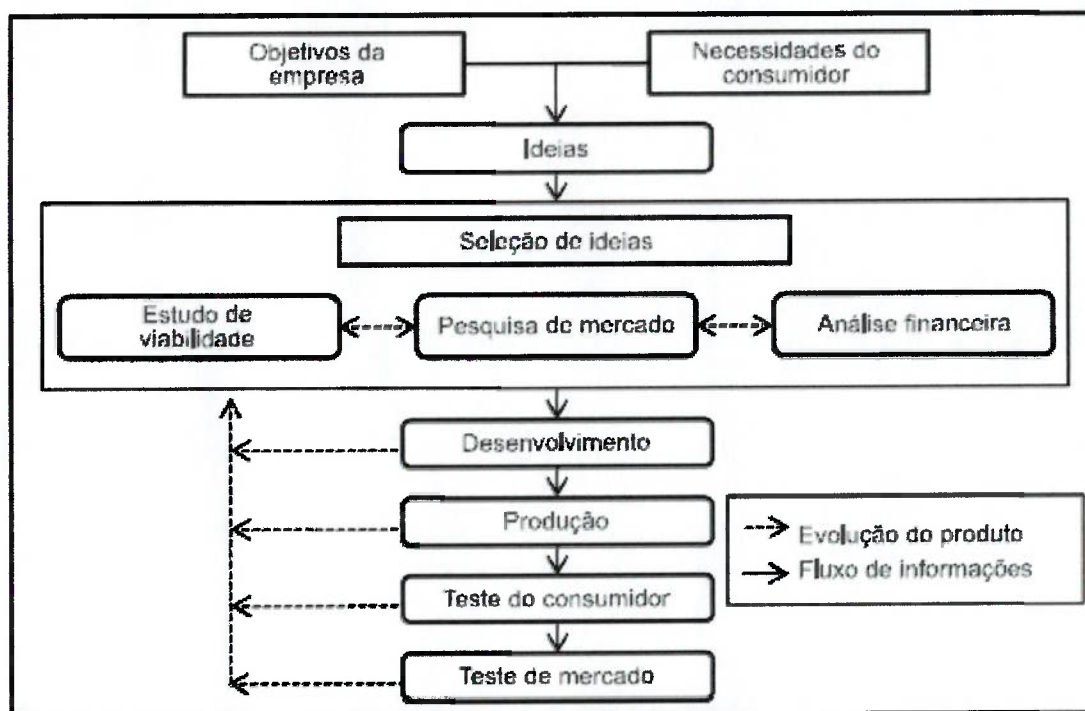 Objetivos da
empresa
Necessidades do
consumidor
Ideias
Seleção de ideias
Estudo de
viabilidade
Pesquisa de mercado
Análise financeira
Desenvolvimento
Produção
Teste do consumidor
Teste de mercado
Evolução do produto
Fluxo de informações